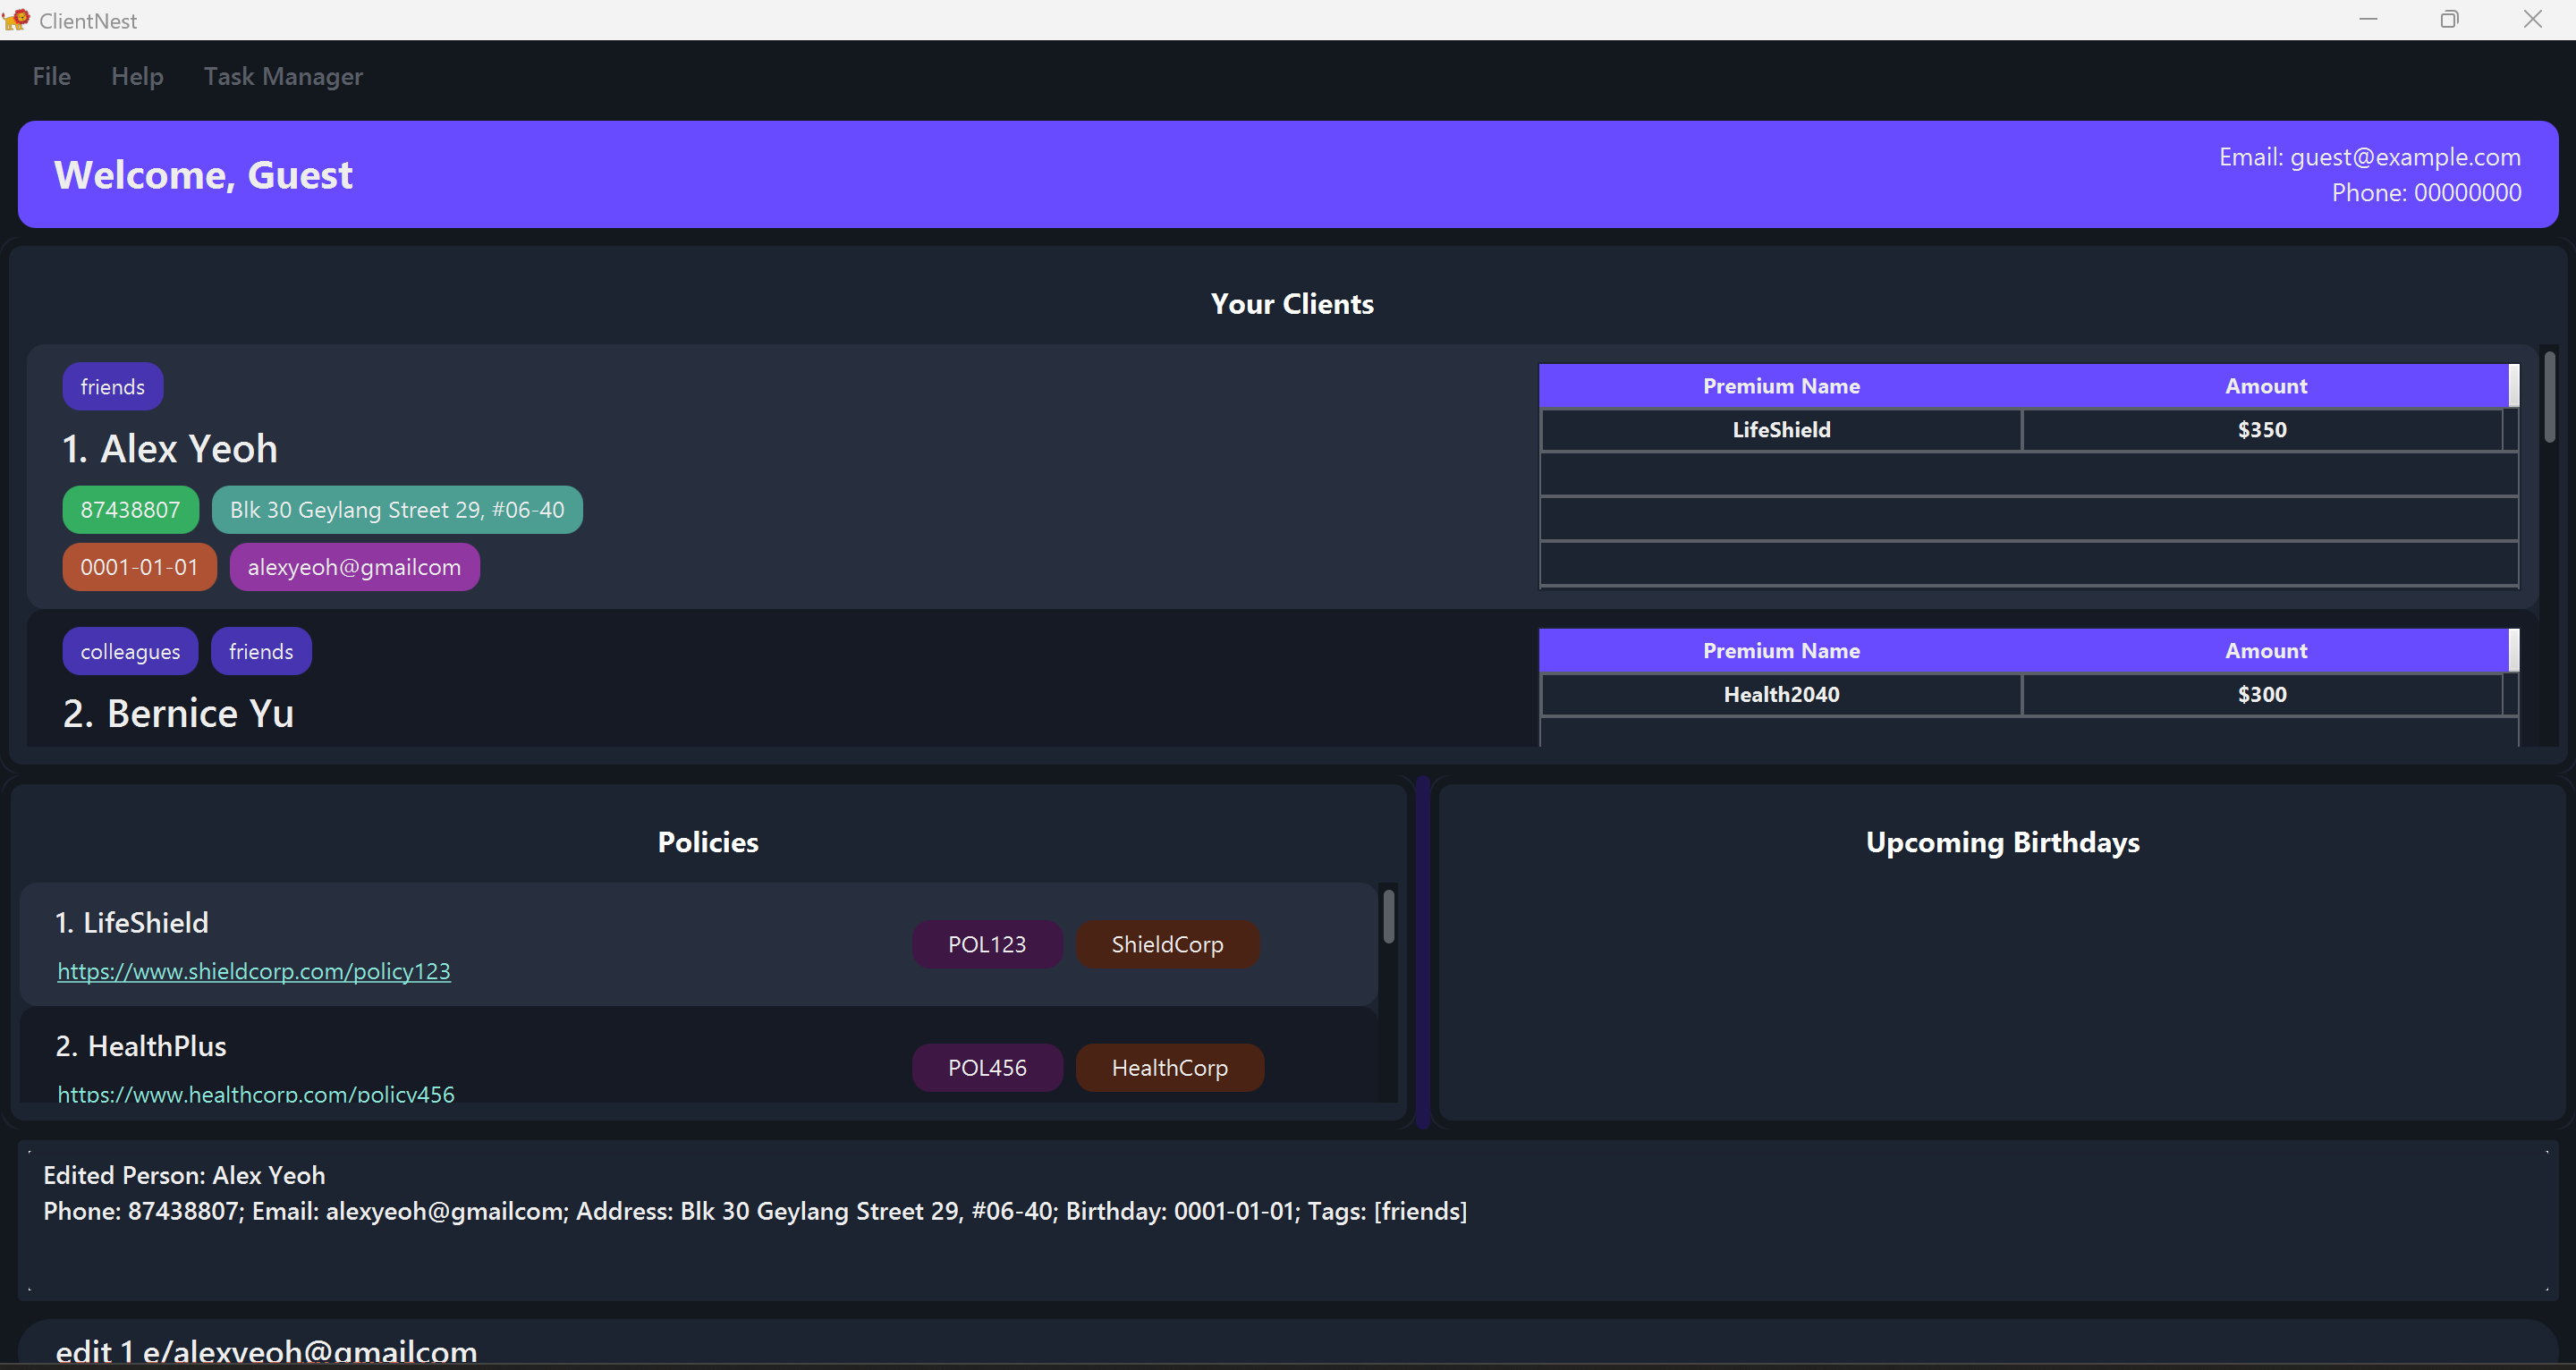 ClientNest
File Help Task Manager
Welcome, Guest
Email: guest@example.com
Phone: 00000000
Your Clients
friends
1. Alex Yeoh
87438807 Blk 30 Geylang Street 29, #06-40
0001-01-01 alexyeoh@gmailcom
Premium Name Amount
LifeShield $350
colleagues friends
2. Bernice Yu
Premium Name Amount
Health2040 $300
Policies
1. LifeShield
https://www.shieldcorp.com/policy123
POL123 ShieldCorp
2. HealthPlus
https://www.healthcorp.com/policy456
POL456 HealthCorp
Upcoming Birthdays
Edited Person: Alex Yeoh
Phone: 87438807; Email: alexyeoh@gmailcom; Address: Blk 30 Geylang Street 29, #06-40; Birthday: 0001-01-01; Tags: [friends]
edit 1 e/alexyeoh@gmailcom